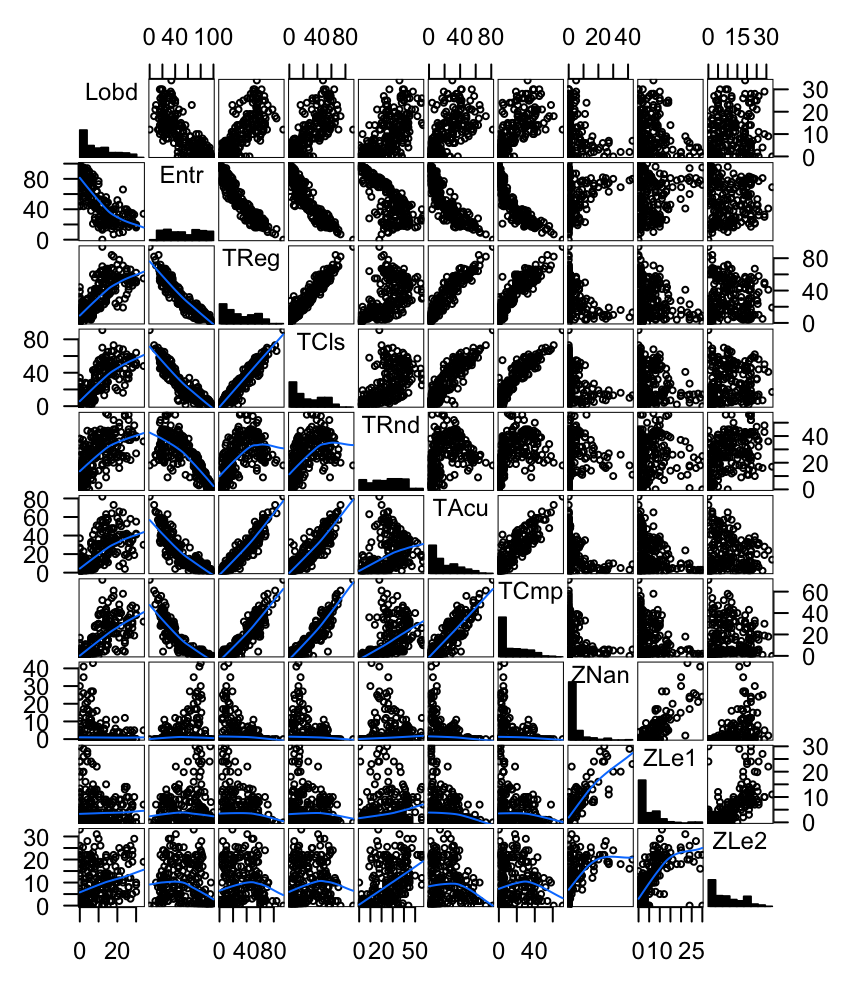 0 40 100 0 40 80 0 40 80 0 20 40 0 15 30
Lobd 30 20 10 0
80 40 0 Entr
TReg 80 40 0
80 40 0 TCls
TRnd 40 20 0
80 60 40 20 0 TAcu
TCmp 60 40 20 0
40 30 20 10 0 ZNan
ZLe1 30 20 10 0
30 20 10 0 ZLe2
0 20 0 40 80 0 20 50 0 40 0 10 25